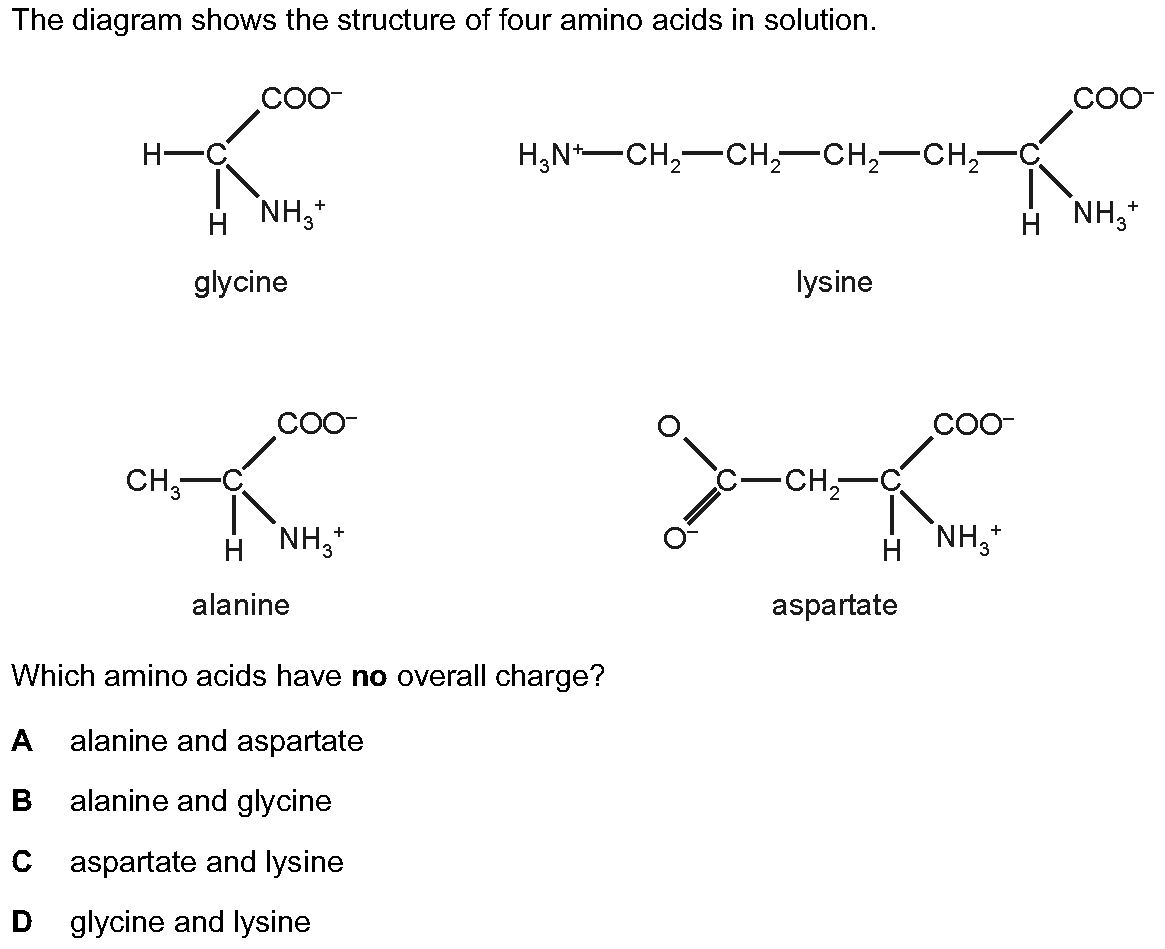 The diagram shows the structure of four amino acids in solution.
COO⁻ COO⁻
H—C H₃N⁺—CH₂—CH₂—CH₂—CH₂—C
H NH₃⁺ H NH₃⁺
glycine lysine
COO⁻ O COO⁻
CH₃—C C—CH₂—C
H NH₃⁺ O⁻ H NH₃⁺
alanine aspartate
Which amino acids have no overall charge?
A alanine and aspartate
B alanine and glycine
C aspartate and lysine
D glycine and lysine